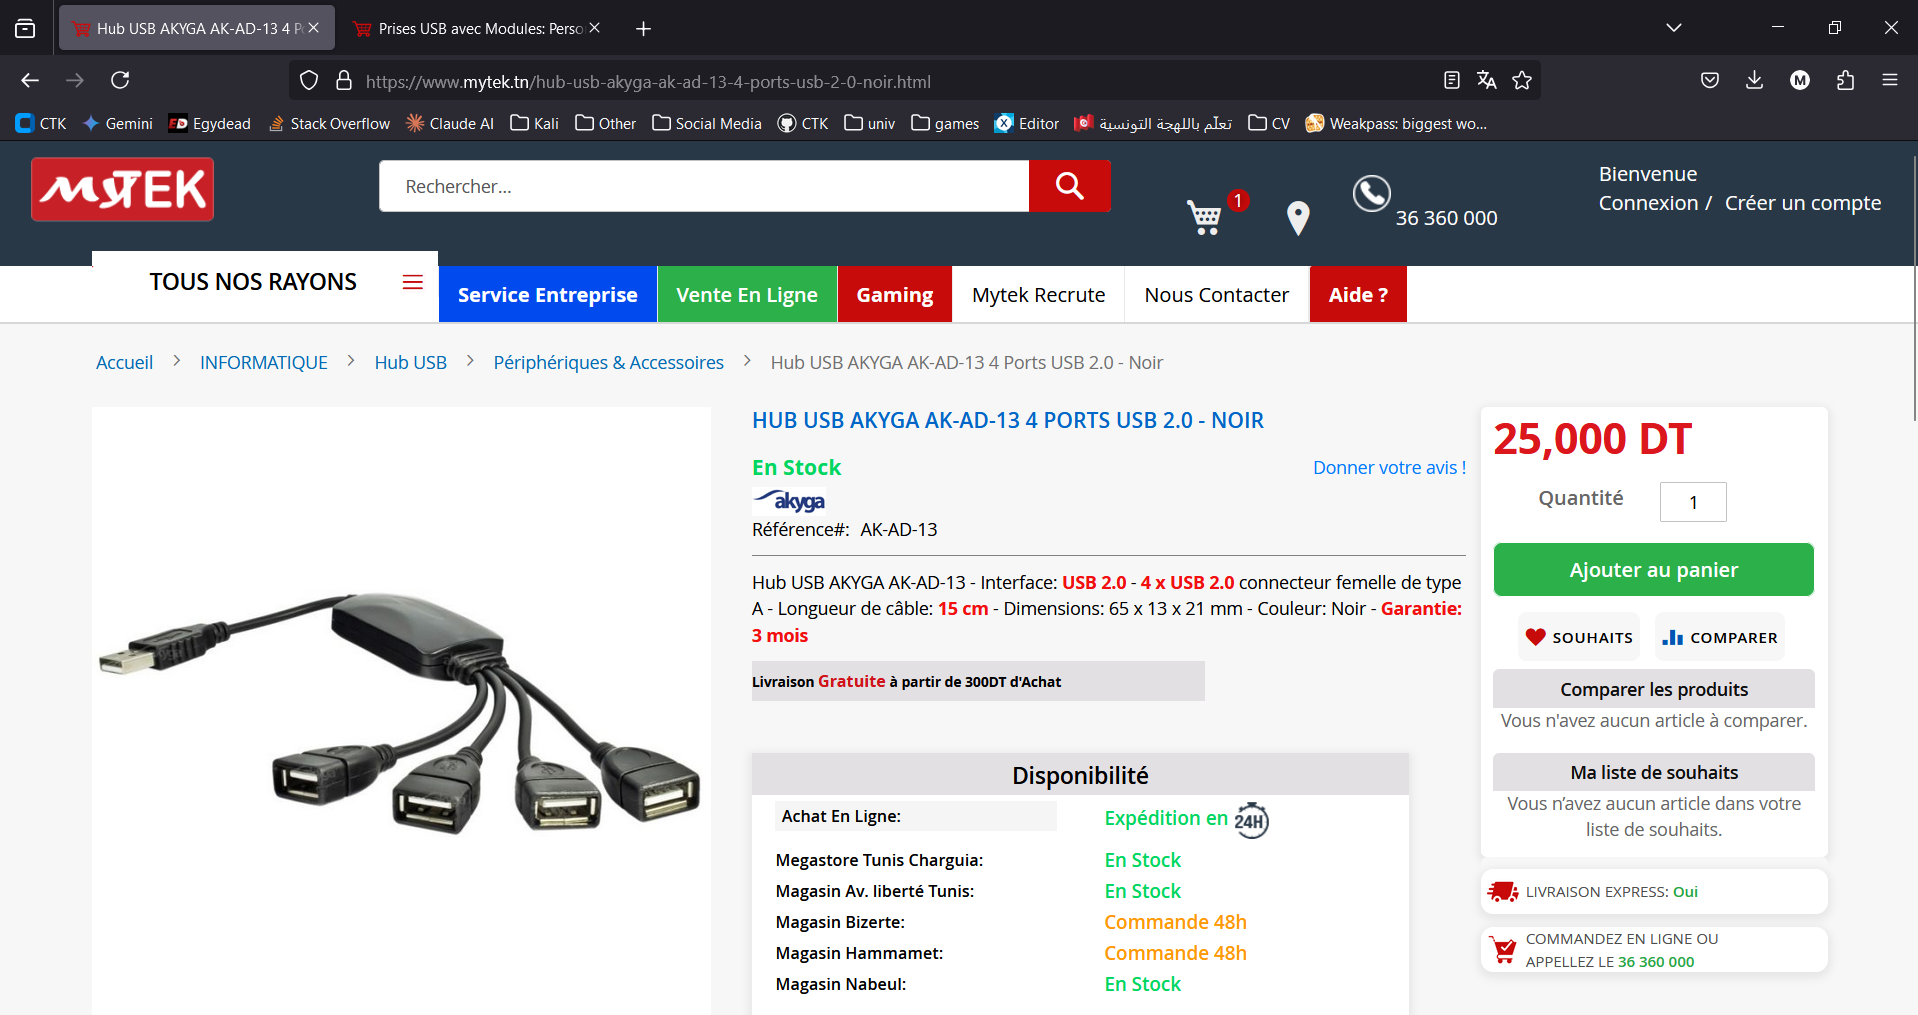 Hub USB AKYGA AK-AD-13 4 Po
Prises USB avec Modules: Perso
https://www.mytek.tn/hub-usb-akyga-ak-ad-13-4-ports-usb-2-0-noir.html
M
CTK
Gemini
ED Egydead
Stack Overflow
Claude AI
Kali
Other
Social Media
CTK
univ
games
X Editor
تعلّم باللهجة التونسية
CV
Weakpass: biggest wo...
MYTEK
Rechercher...
1
36 360 000
Bienvenue
Connexion / Créer un compte
TOUS NOS RAYONS
Service Entreprise
Vente En Ligne
Gaming
Mytek Recrute
Nous Contacter
Aide ?
Accueil > INFORMATIQUE > Hub USB > Périphériques & Accessoires > Hub USB AKYGA AK-AD-13 4 Ports USB 2.0 - Noir
HUB USB AKYGA AK-AD-13 4 PORTS USB 2.0 - NOIR
En Stock
Donner votre avis !
akyga
Référence#: AK-AD-13
Hub USB AKYGA AK-AD-13 - Interface: USB 2.0 - 4 x USB 2.0 connecteur femelle de type
A - Longueur de câble: 15 cm - Dimensions: 65 x 13 x 21 mm - Couleur: Noir - Garantie:
3 mois
Livraison Gratuite à partir de 300DT d'Achat
Disponibilité
Achat En Ligne: Expédition en 24H
Megastore Tunis Charguia: En Stock
Magasin Av. liberté Tunis: En Stock
Magasin Bizerte: Commande 48h
Magasin Hammamet: Commande 48h
Magasin Nabeul: En Stock
25,000 DT
Quantité 1
Ajouter au panier
SOUHAITS
COMPARER
Comparer les produits
Vous n'avez aucun article à comparer.
Ma liste de souhaits
Vous n’avez aucun article dans votre
liste de souhaits.
LIVRAISON EXPRESS: Oui
COMMANDEZ EN LIGNE OU
APPELLEZ LE 36 360 000